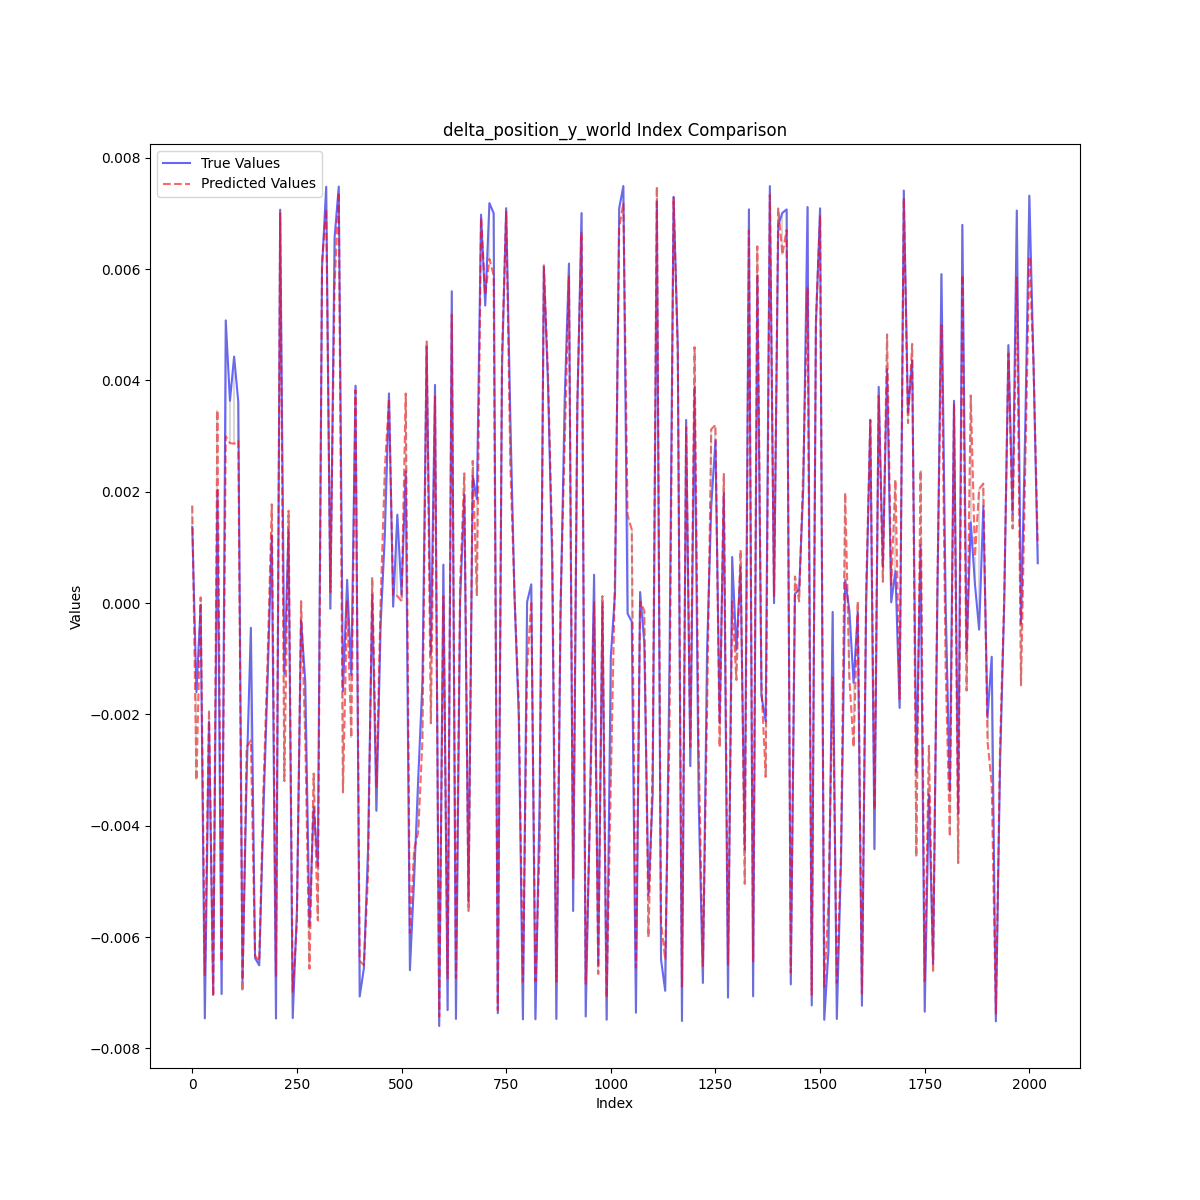 delta_position_y_world Index Comparison
True Values
Predicted Values
0.008
0.006
0.004
0.002
0.000
−0.002
−0.004
−0.006
−0.008
Values
0 250 500 750 1000 1250 1500 1750 2000
Index